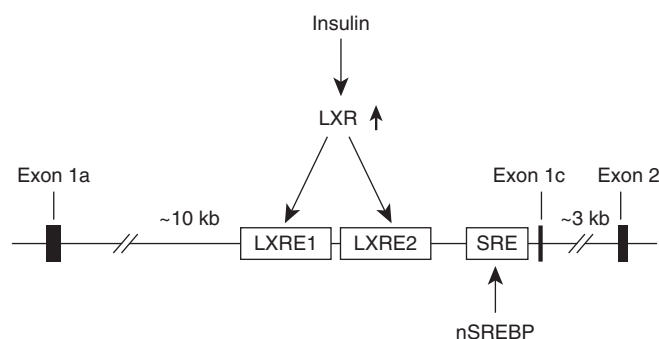 Insulin
LXR
Exon 1a
Exon 1c
Exon 2
~10 kb
~3 kb
LXRE1
LXRE2
SRE
nSREBP